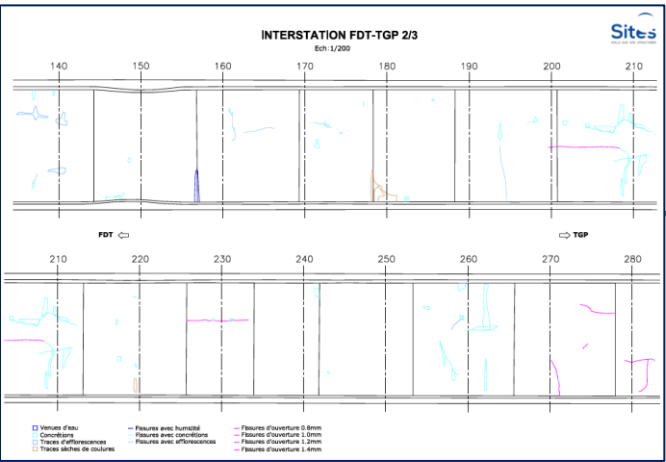 INTERSTATION FDT-TGP 2/3
Ech:1/200
Sites
140 150 160 170 180 190 200 210
FDT
TGP
210 220 230 240 250 260 270 280
Venues d'eau
Concrétions
Traces d'efflorescences
Traces sèches de coulures
Fissures avec humidité
Fissures avec concrétions
Fissures avec efflorescences
Fissures d'ouverture 0.8mm
Fissures d'ouverture 1.0mm
Fissures d'ouverture 1.2mm
Fissures d'ouverture 1.4mm